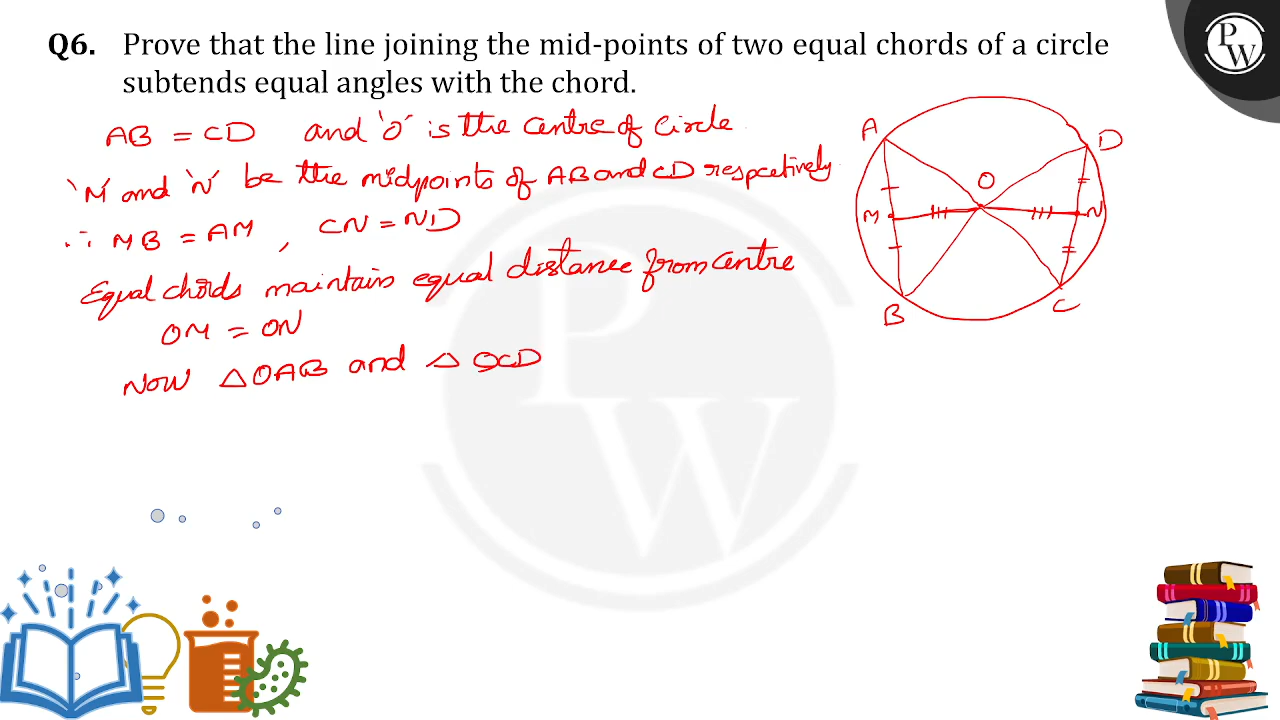 Q6. Prove that the line joining the mid-points of two equal chords of a circle
subtends equal angles with the chord.
AB = CD and 'O' is the centre of circle
'M' and 'N' be the midpoints of AB and CD respcetively
∴ MB = AM , CN = ND
Equal chords maintain equal distance from centre
OM = ON
Now △OAB and △OCD
A
D
O
M
N
B
C
P
W
P
W